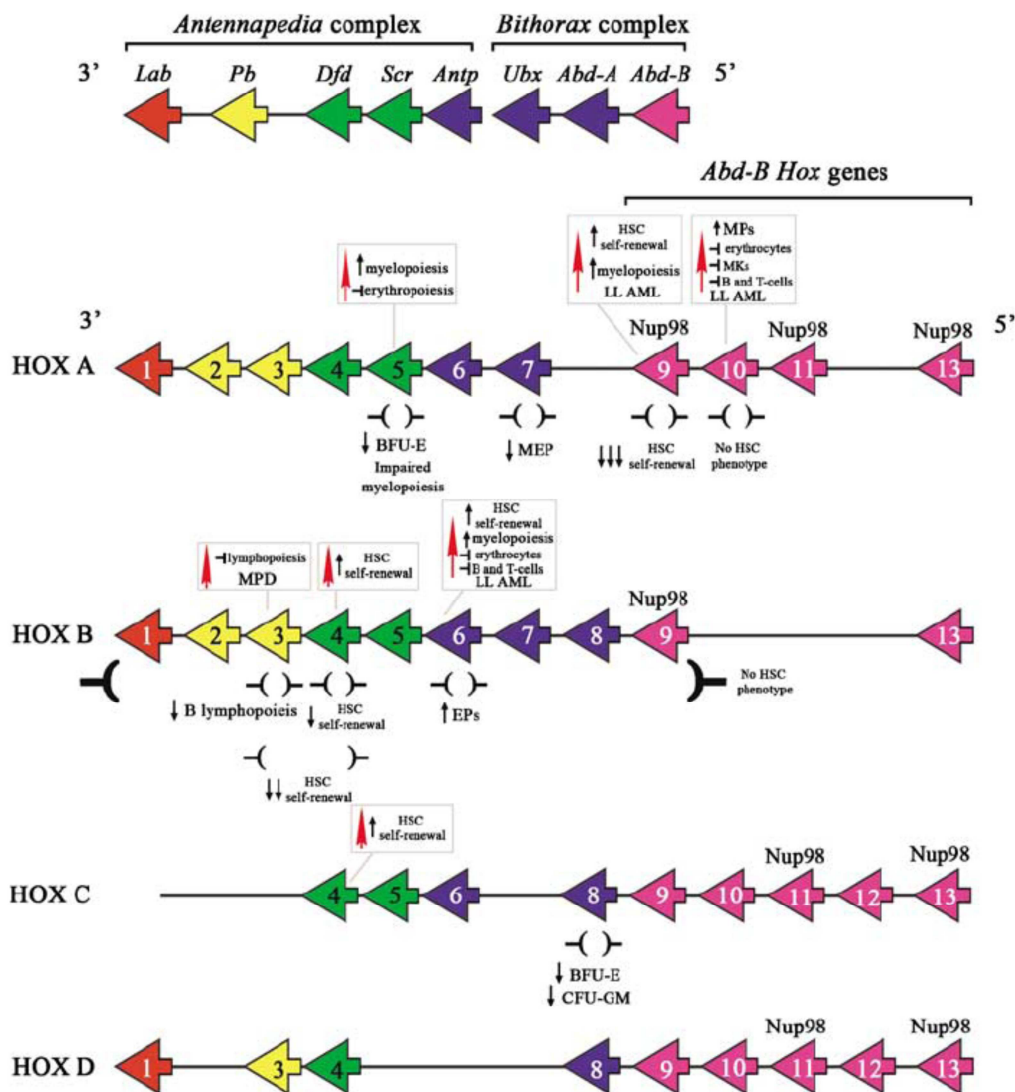 Antennapedia complex
Bithorax complex
3’
Lab
Pb
Dfd
Scr
Antp
Ubx
Abd-A
Abd-B
5’
Abd-B Hox genes
↑myelopoiesis
⊣erythropoiesis
↑ HSC
self-renewal
↑myelopoiesis
LL AML
↑MPs
⊣erythrocytes
⊣MKs
⊣B and T-cells
LL AML
3’
5’
Nup98
Nup98
Nup98
HOX A
1
2
3
4
5
6
7
9
10
11
13
↓ BFU-E
Impaired
myelopoiesis
↓ MEP
↓↓↓ HSC
self-renewal
No HSC
phenotype
⊣lymphopoiesis
MPD
↑ HSC
self-renewal
↑ HSC
self-renewal
↑myelopoiesis
⊣erythrocytes
⊣B and T-cells
LL AML
Nup98
HOX B
1
2
3
4
5
6
7
8
9
13
↓ B lymphopoieis
↓ HSC
self-renewal
↑ EPs
No HSC
phenotype
↓↓ HSC
self-renewal
↑ HSC
self-renewal
Nup98
Nup98
HOX C
4
5
6
8
9
10
11
12
13
↓ BFU-E
↓ CFU-GM
Nup98
Nup98
HOX D
1
3
4
8
9
10
11
12
13